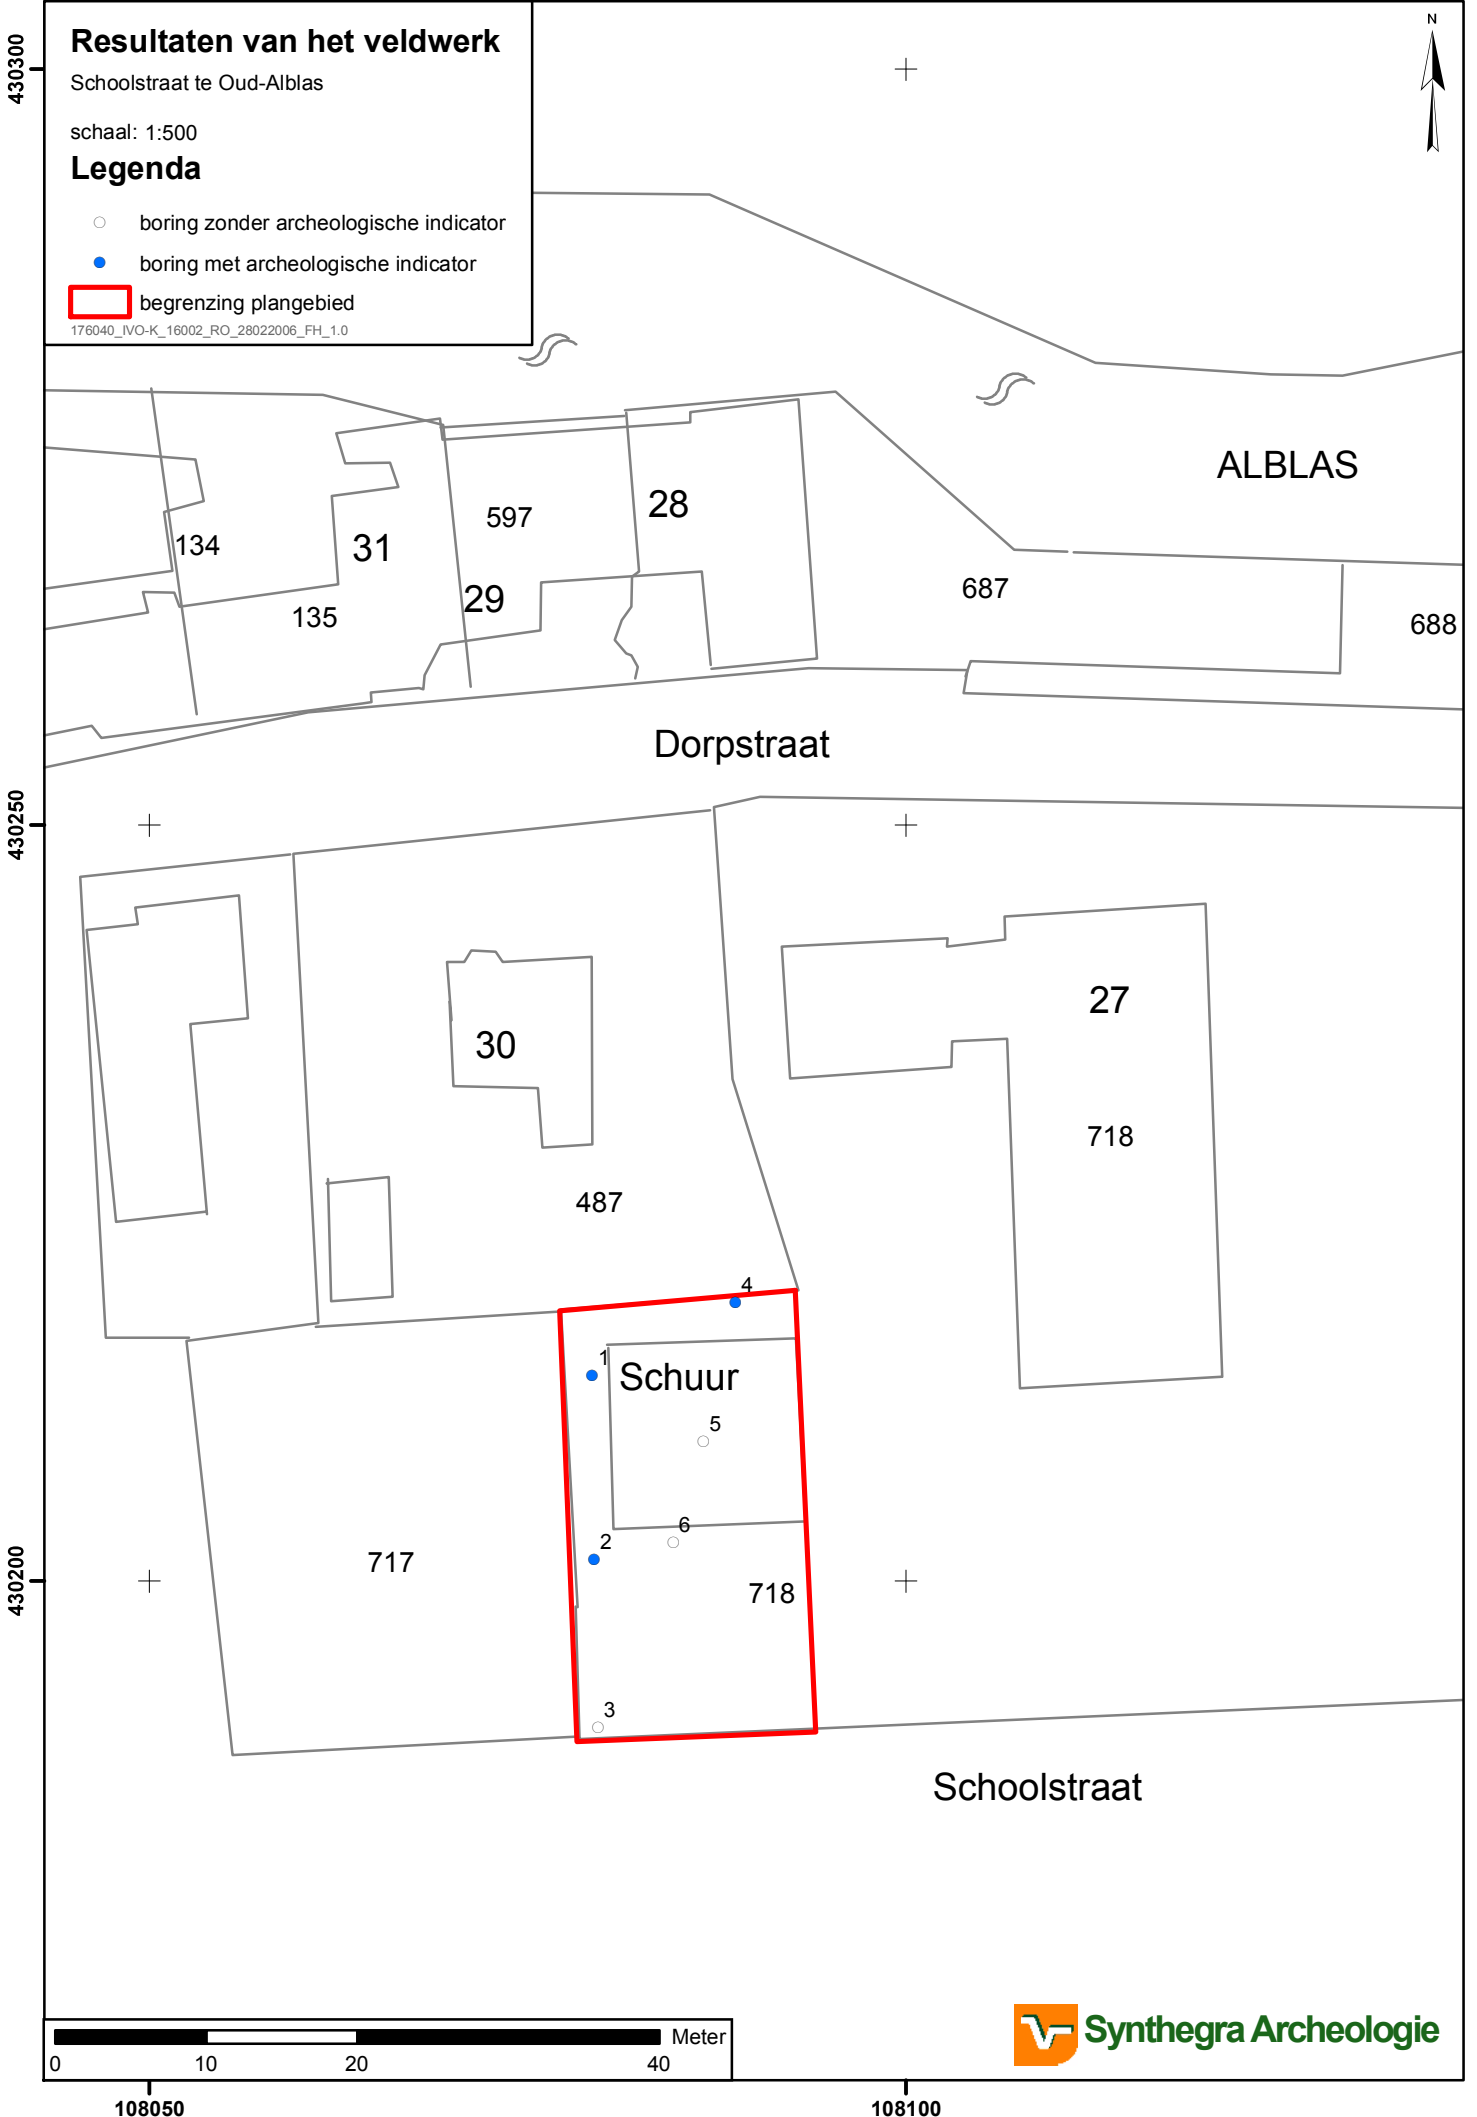 Resultaten van het veldwerk
Schoolstraat te Oud-Alblas
schaal: 1:500
Legenda
boring zonder archeologische indicator
boring met archeologische indicator
begrenzing plangebied
176040_IVO-K_16002_RO_28022006_FH_1.0
N
430300
ALBLAS
28
597
134
31
29
687
135
688
Dorpstraat
430250
27
30
718
487
4
1
Schuur
5
6
2
717
430200
718
3
Schoolstraat
Meter
0 10 20 40
Synthegra Archeologie
108050 108100